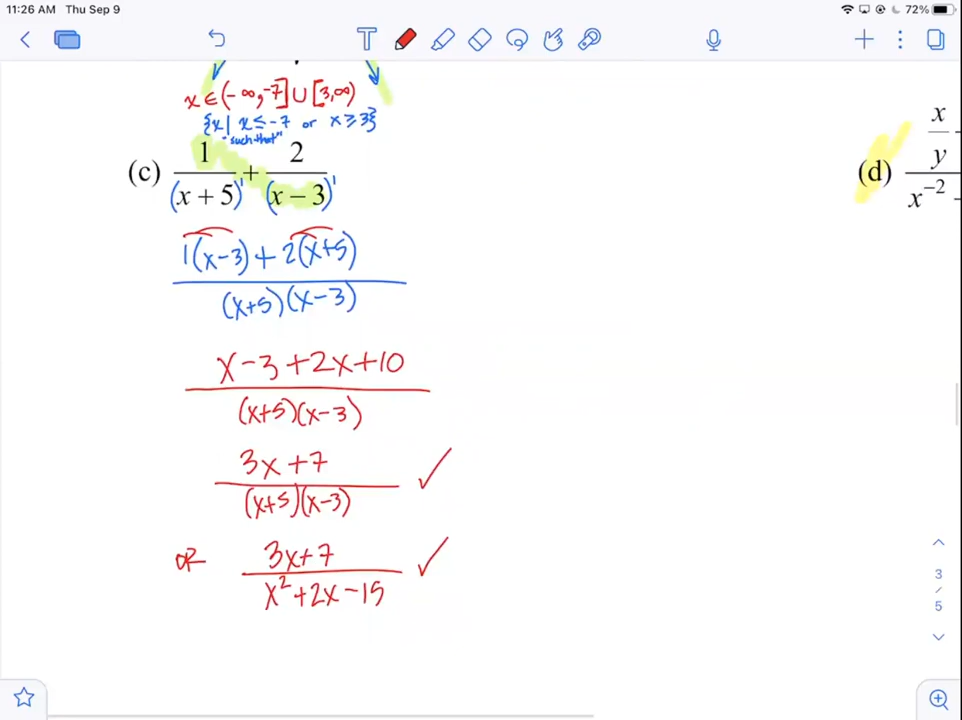 11:26 AM Thu Sep 9
72%
x ∈ (-∞, -7] ∪ [3, ∞)
{x | x ≤ -7 or x ≥ 3}
"such that"
(c) 1/(x + 5)^1 + 2/(x − 3)^1
1(x-3) + 2(x+5)
(x+5)(x-3)
x-3+2x+10
(x+5)(x-3)
3x+7 ✓
(x+5)(x-3)
OR 3x+7 ✓
x²+2x-15
(d)
x
y
x^−2
3
/
5